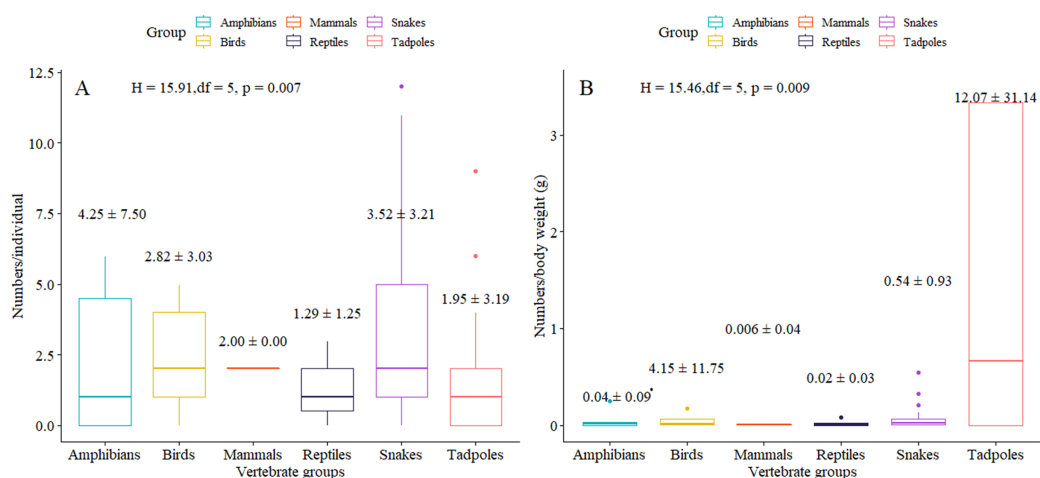 Group
Amphibians
Mammals
Snakes
Birds
Reptiles
Tadpoles
A
H = 15.91,df = 5, p = 0.007
Numbers/individual
12.5
10.0
7.5
5.0
2.5
0.0
4.25 ± 7.50
2.82 ± 3.03
2.00 ± 0.00
1.29 ± 1.25
3.52 ± 3.21
1.95 ± 3.19
Amphibians
Birds
Mammals
Reptiles
Snakes
Tadpoles
Vertebrate groups
Group
Amphibians
Mammals
Snakes
Birds
Reptiles
Tadpoles
B
H = 15.46,df = 5, p = 0.009
Numbers/body weight (g)
3
2
1
0
0.04 ± 0.09
4.15 ± 11.75
0.006 ± 0.04
0.02 ± 0.03
0.54 ± 0.93
12.07 ± 31.14
Amphibians
Birds
Mammals
Reptiles
Snakes
Tadpoles
Vertebrate groups